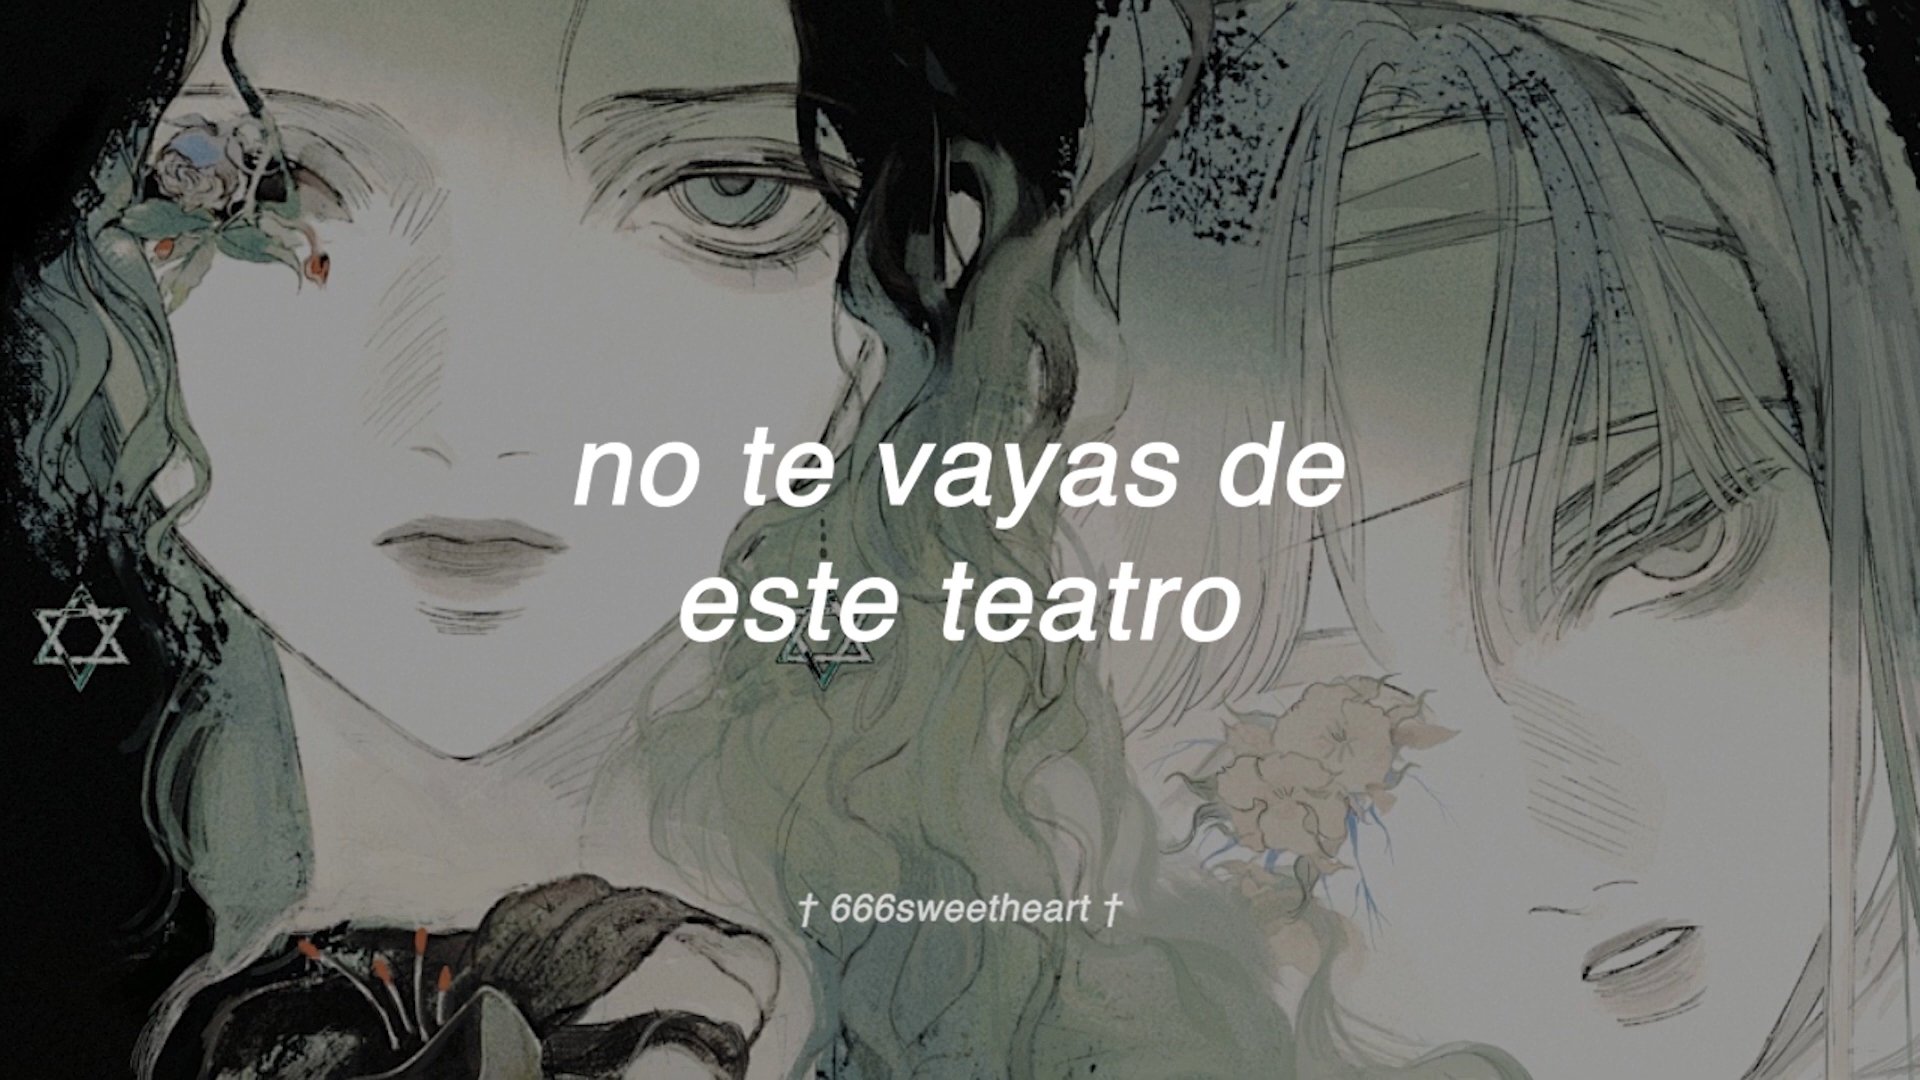 no te vayas de
este teatro
† 666sweetheart †